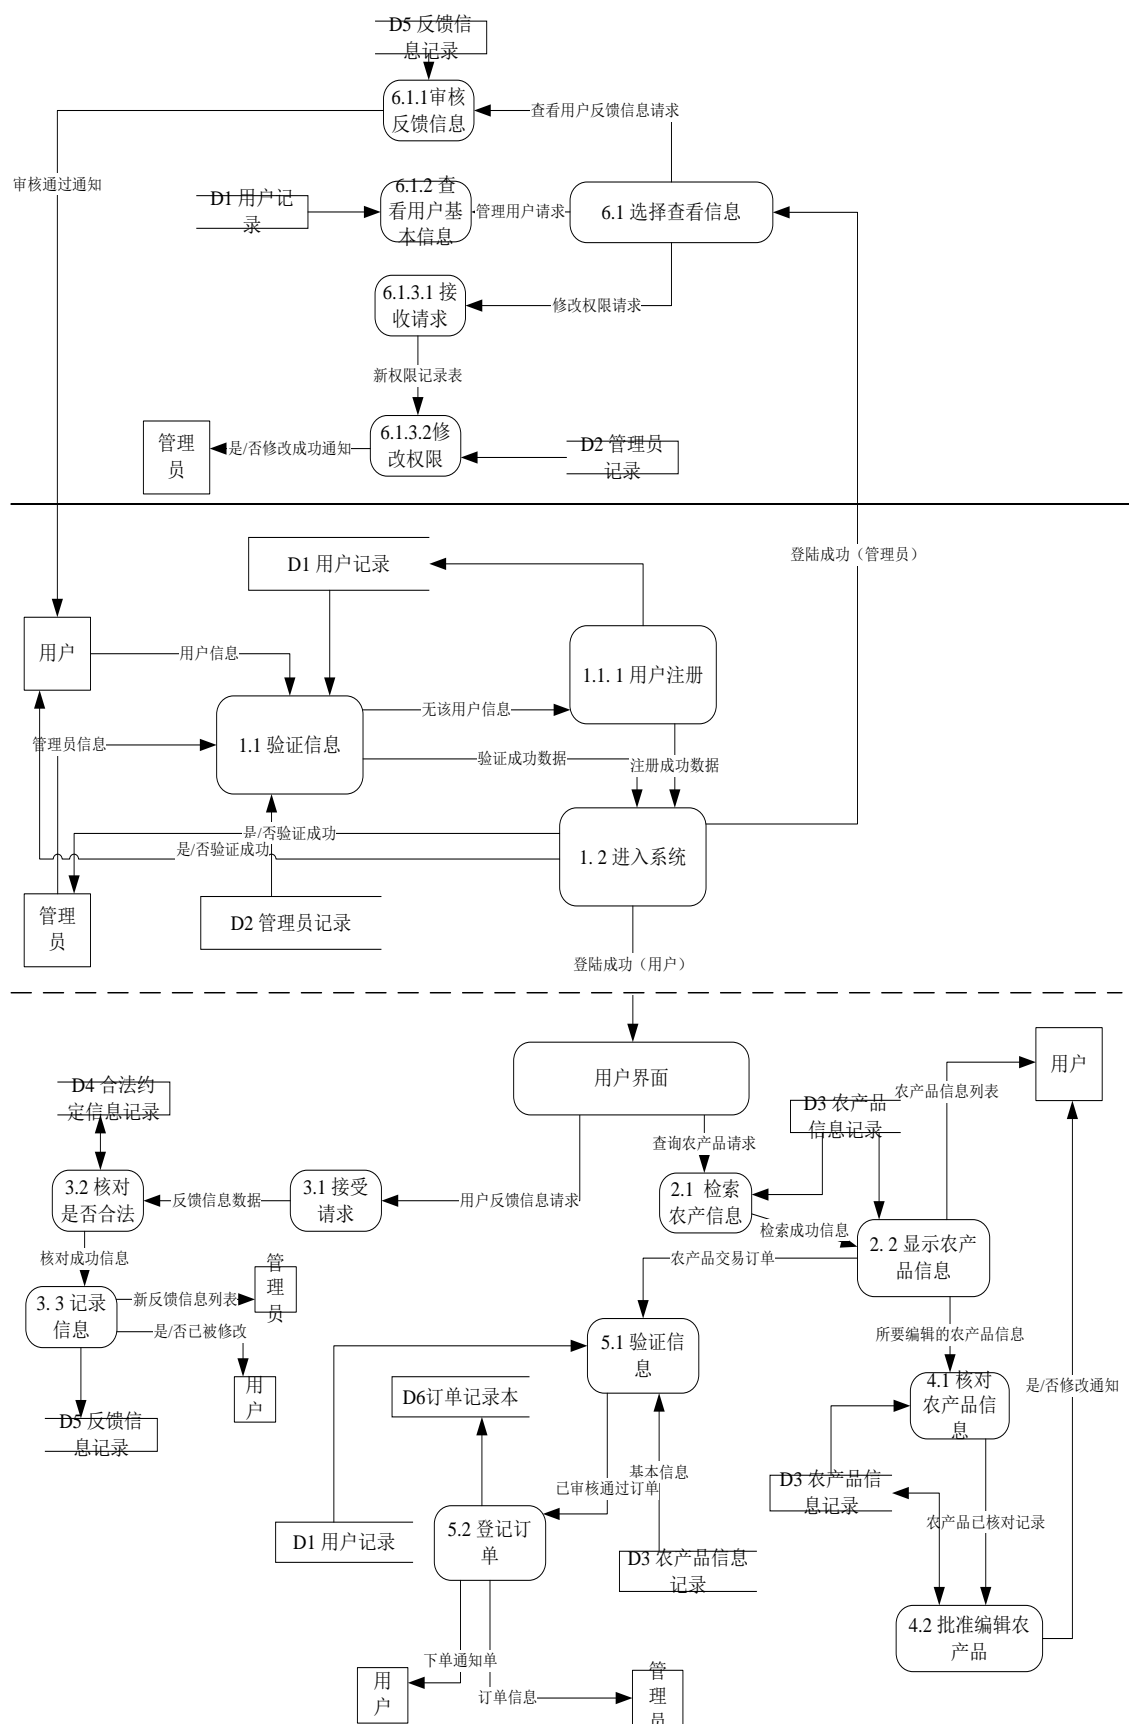 D5 反馈信
息记录
6.1.1审核
反馈信息
查看用户反馈信息请求
审核通过通知
D1 用户记
录
6.1.2 查
看用户基
本信息
管理用户请求
6.1 选择查看信息
6.1.3.1 接
收请求
修改权限请求
新权限记录表
管理
员
是/否修改成功通知
6.1.3.2修
改权限
D2 管理员
记录
登陆成功（管理员）
D1 用户记录
用户
用户信息
1.1.1 用户注册
无该用户信息
管理员信息
1.1 验证信息
验证成功数据
注册成功数据
是/否验证成功
是/否验证成功
1.2 进入系统
管理
员
D2 管理员记录
登陆成功（用户）
用户界面
用户
D4 合法约
定信息记录
农产品信息列表
D3 农产品
信息记录
查询农产品请求
3.2 核对
是否合法
反馈信息数据
3.1 接受
请求
用户反馈信息请求
2.1 检索
农产信息
检索成功信息
2.2 显示农产
品信息
核对成功信息
农产品交易订单
管
理
员
3.3 记录
信息
新反馈信息列表
是/否已被修改
5.1 验证信
息
所要编辑的农产品信息
用
户
D6订单记录本
4.1 核对
农产品信
息
是/否修改通知
D5 反馈信
息记录
基本信息
已审核通过订单
D3 农产品信
息记录
D1 用户记录
5.2 登记订
单
农产品已核对记录
D3 农产品信息
记录
4.2 批准编辑农
产品
下单通知单
用
户
订单信息
管
理
员